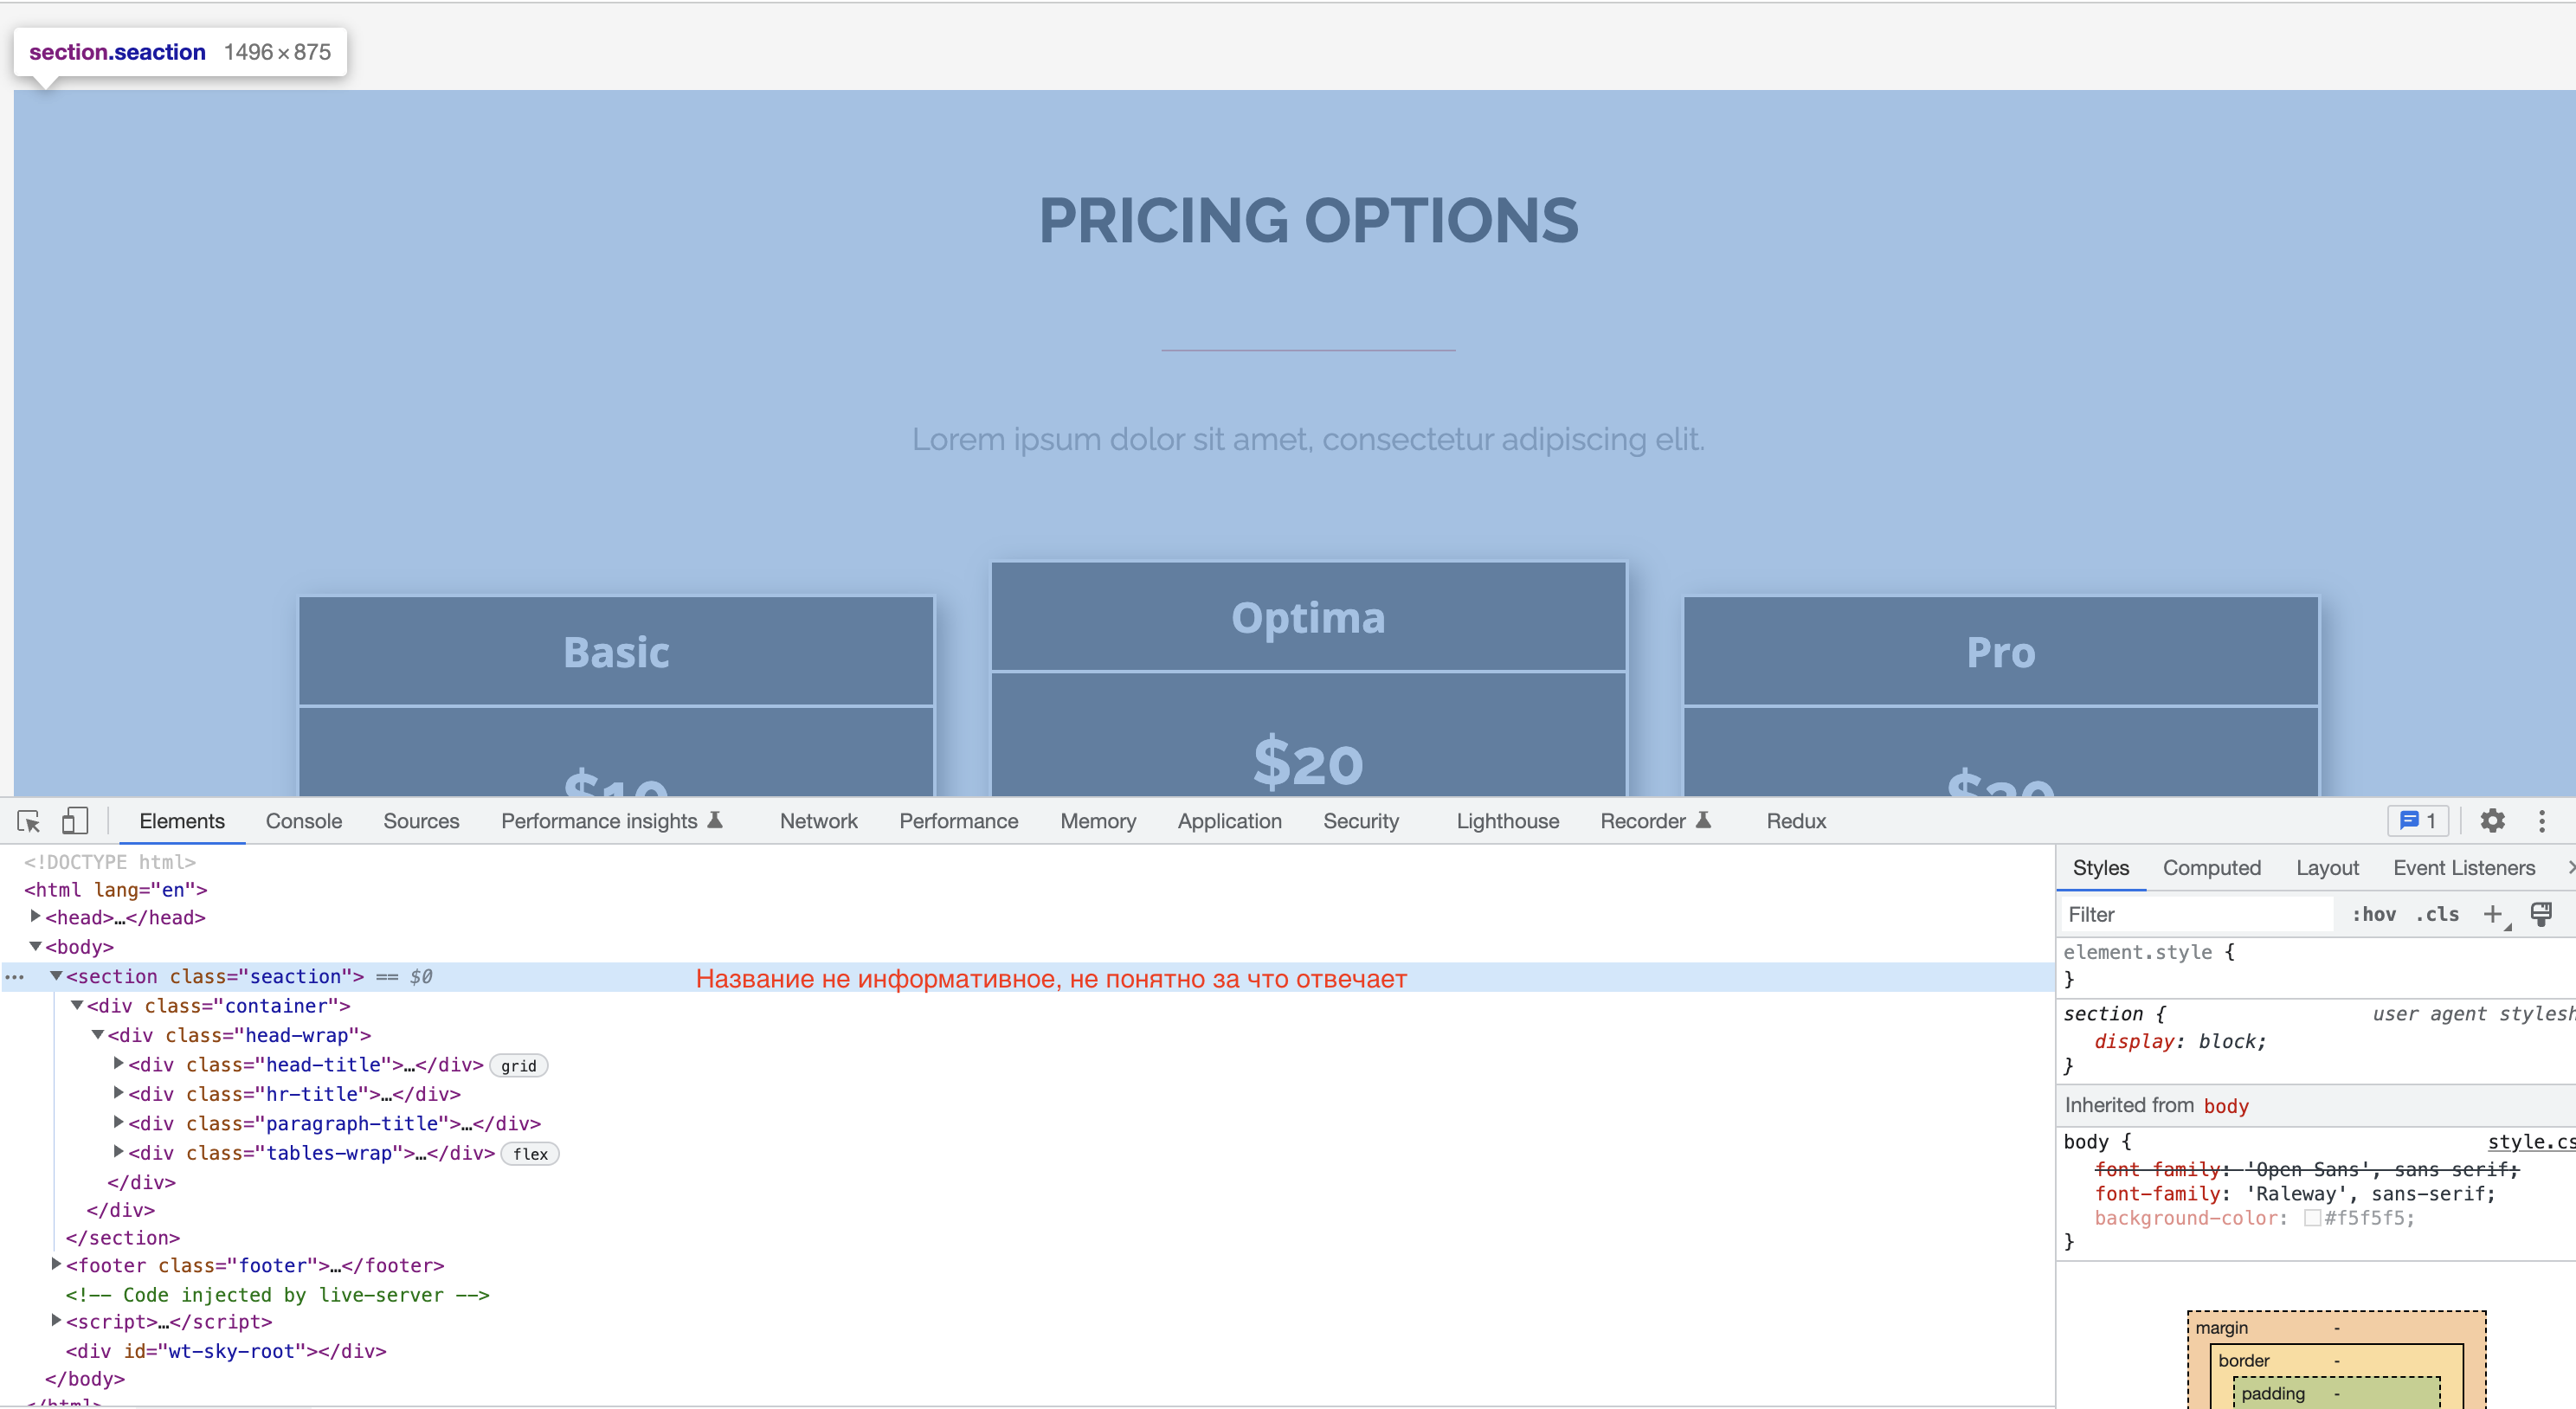 section.seaction 1496×875
PRICING OPTIONS
Lorem ipsum dolor sit amet, consectetur adipiscing elit.
Basic
Optima
Pro
$10
$20
Elements Console Sources Performance insights Network Performance Memory Application Security Lighthouse Recorder Redux 1
<!DOCTYPE html>
<html lang="en">
<head>…</head>
<body>
<section class="seaction"> == $0 Название не информативное, не понятно за что отвечает
<div class="container">
<div class="head-wrap">
<div class="head-title">…</div> grid
<div class="hr-title">…</div>
<div class="paragraph-title">…</div>
<div class="tables-wrap">…</div> flex
</div>
</div>
</section>
<footer class="footer">…</footer>
<!-- Code injected by live-server -->
<script>…</script>
<div id="wt-sky-root"></div>
</body>
</html>
Styles Computed Layout Event Listeners
Filter :hov .cls
element.style {
}
section { user agent stylesh
display: block;
}
Inherited from body
body { style.cs
font-family: 'Open Sans', sans-serif;
font-family: 'Raleway', sans-serif;
background-color: #f5f5f5;
}
margin -
border -
padding -